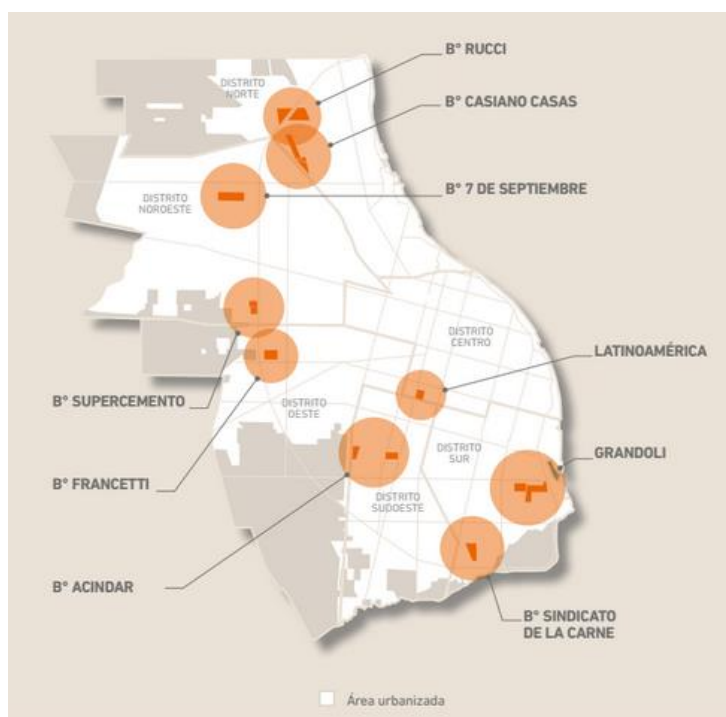 B° RUCCI
DISTRITO
NORTE
B° CASIANO CASAS
B° 7 DE SEPTIEMBRE
DISTRITO
NOROESTE
DISTRITO
CENTRO
LATINOAMÉRICA
B° SUPERCEMENTO
DISTRITO
OESTE
DISTRITO
SUR
GRANDOLI
B° FRANCETTI
DISTRITO
SUDOESTE
B° ACINDAR
B° SINDICATO
DE LA CARNE
Área urbanizada